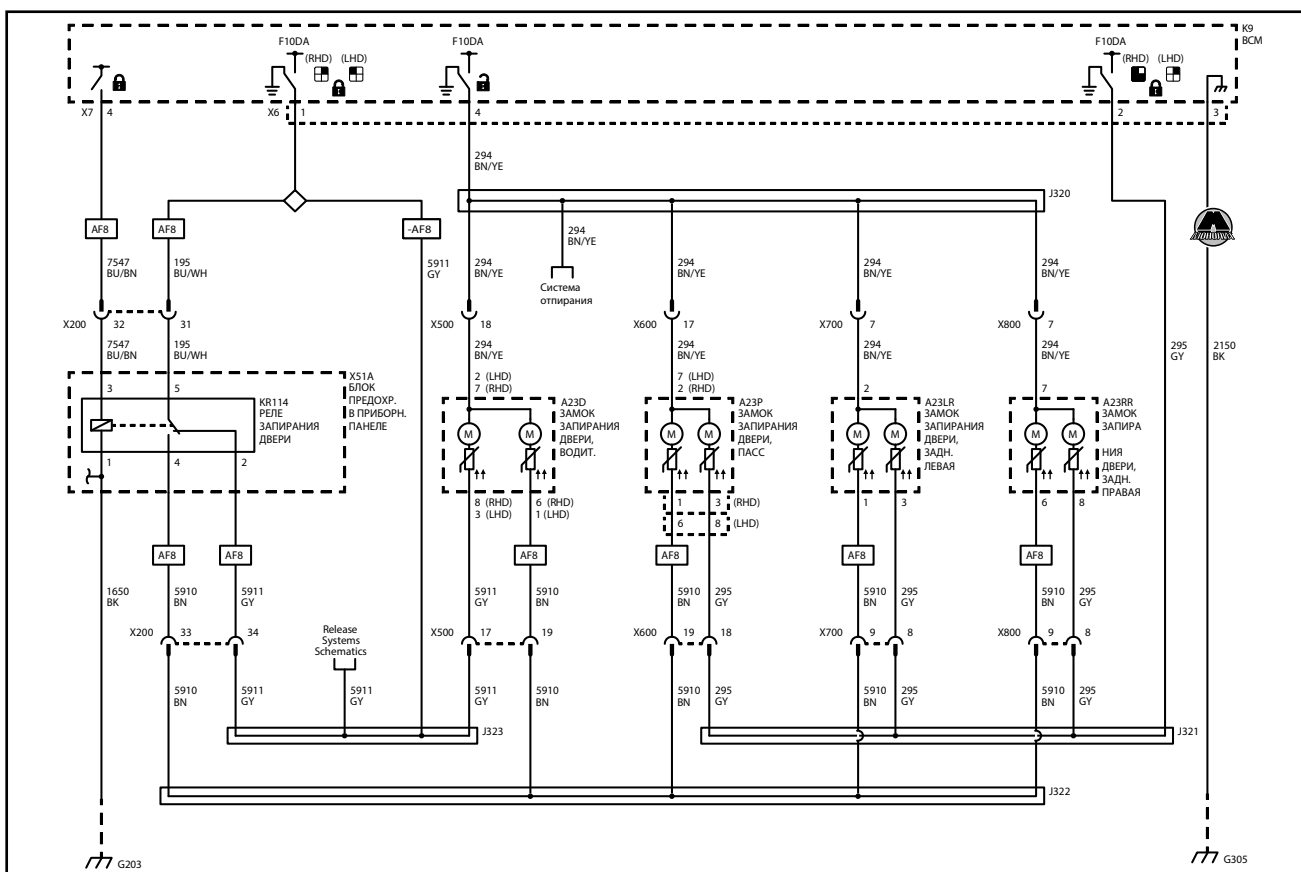 K9
BCM
F10DA
F10DA
F10DA
(RHD) (LHD)
(RHD) (LHD)
X7 4
X6 1
4
2
3
294
BN/YE
J320
AF8
AF8
-AF8
294
BN/YE
Система
отпирания
7547
BU/BN
195
BU/WH
5911
GY
294
BN/YE
294
BN/YE
294
BN/YE
294
BN/YE
X200 32 31
X500 18
X600 17
X700 7
X800 7
7547
BU/BN
195
BU/WH
294
BN/YE
294
BN/YE
294
BN/YE
294
BN/YE
295
GY
2150
BK
X51A
БЛОК
ПРЕДОХР.
В ПРИБОРН.
ПАНЕЛЕ
3 5
KR114
РЕЛЕ
ЗАПИРАНИЯ
ДВЕРИ
1 4 2
2 (LHD)
7 (RHD)
A23D
ЗАМОК
ЗАПИРАНИЯ
ДВЕРИ,
ВОДИТ.
M M
8 (RHD)
3 (LHD)
6 (RHD)
1 (LHD)
7 (LHD)
2 (RHD)
A23P
ЗАМОК
ЗАПИРАНИЯ
ДВЕРИ,
ПАСС
M M
1 3 (RHD)
6 8 (LHD)
2
A23LR
ЗАМОК
ЗАПИРАНИЯ
ДВЕРИ,
ЗАДН.
ЛЕВАЯ
M M
1 3
7
A23RR
ЗАМОК
ЗАПИРА
НИЯ
ДВЕРИ,
ЗАДН.
ПРАВАЯ
M M
6 8
AF8
AF8
AF8
AF8
AF8
AF8
1650
BK
5910
BN
5911
GY
5911
GY
5910
BN
5910
BN
295
GY
5910
BN
295
GY
5910
BN
295
GY
X200 33 34
Release
Systems
Schematics
X500 17 19
X600 19 18
X700 9 8
X800 9 8
5910
BN
5911
GY
5911
GY
5911
GY
5910
BN
5910
BN
295
GY
5910
BN
295
GY
5910
BN
295
GY
J323
J321
J322
G203
G305